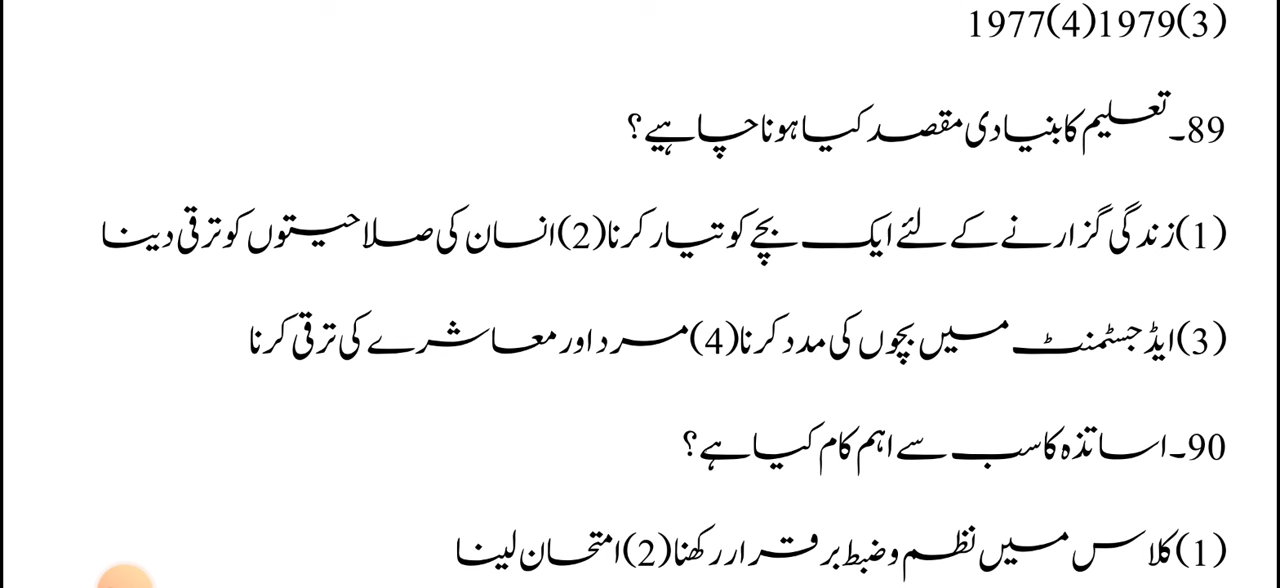 (3)1979(4)1977
89۔تعلیم کا بنیادی مقصد کیا ہونا چاہیے؟
(1)زندگی گزارنے کے لئے ایک بچے کو تیار کرنا(2)انسان کی صلاحیتوں کو ترقی دینا
(3)ایڈجسٹمنٹ میں بچوں کی مدد کرنا(4)مرد اور معاشرے کی ترقی کرنا
90۔اساتذہ کا سب سے اہم کام کیا ہے؟
(1)کلاس میں نظم و ضبط برقرار رکھنا(2)امتحان لینا